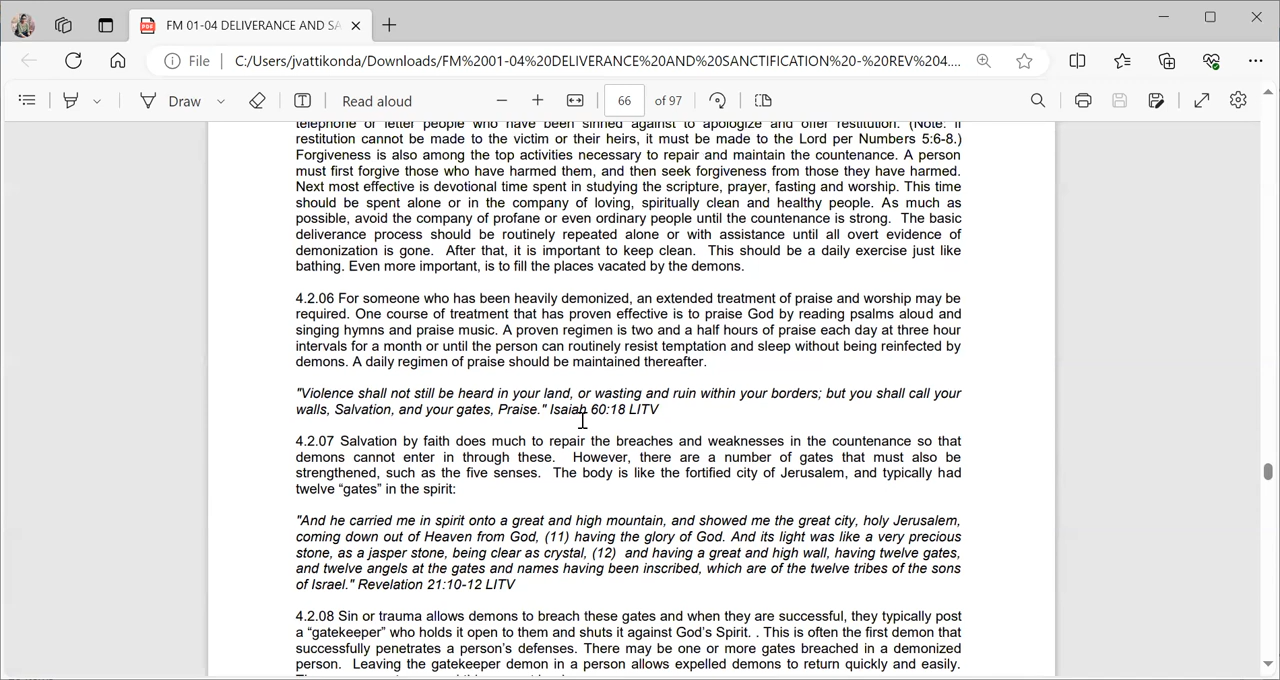 FM 01-04 DELIVERANCE AND SA
File
C:/Users/jvattikonda/Downloads/FM%2001-04%20DELIVERANCE%20AND%20SANCTIFICATION%20-%20REV%204....
Draw
Read aloud
66
of 97
telephone or letter people who have been sinned against to apologize and offer restitution. (Note: If
restitution cannot be made to the victim or their heirs, it must be made to the Lord per Numbers 5:6-8.)
Forgiveness is also among the top activities necessary to repair and maintain the countenance. A person
must first forgive those who have harmed them, and then seek forgiveness from those they have harmed.
Next most effective is devotional time spent in studying the scripture, prayer, fasting and worship. This time
should be spent alone or in the company of loving, spiritually clean and healthy people. As much as
possible, avoid the company of profane or even ordinary people until the countenance is strong. The basic
deliverance process should be routinely repeated alone or with assistance until all overt evidence of
demonization is gone. After that, it is important to keep clean. This should be a daily exercise just like
bathing. Even more important, is to fill the places vacated by the demons.
4.2.06 For someone who has been heavily demonized, an extended treatment of praise and worship may be
required. One course of treatment that has proven effective is to praise God by reading psalms aloud and
singing hymns and praise music. A proven regimen is two and a half hours of praise each day at three hour
intervals for a month or until the person can routinely resist temptation and sleep without being reinfected by
demons. A daily regimen of praise should be maintained thereafter.
"Violence shall not still be heard in your land, or wasting and ruin within your borders; but you shall call your
walls, Salvation, and your gates, Praise." Isaiah 60:18 LITV
4.2.07 Salvation by faith does much to repair the breaches and weaknesses in the countenance so that
demons cannot enter in through these. However, there are a number of gates that must also be
strengthened, such as the five senses. The body is like the fortified city of Jerusalem, and typically had
twelve “gates” in the spirit:
"And he carried me in spirit onto a great and high mountain, and showed me the great city, holy Jerusalem,
coming down out of Heaven from God, (11) having the glory of God. And its light was like a very precious
stone, as a jasper stone, being clear as crystal, (12) and having a great and high wall, having twelve gates,
and twelve angels at the gates and names having been inscribed, which are of the twelve tribes of the sons
of Israel." Revelation 21:10-12 LITV
4.2.08 Sin or trauma allows demons to breach these gates and when they are successful, they typically post
a “gatekeeper” who holds it open to them and shuts it against God’s Spirit. . This is often the first demon that
successfully penetrates a person’s defenses. There may be one or more gates breached in a demonized
person. Leaving the gatekeeper demon in a person allows expelled demons to return quickly and easily.